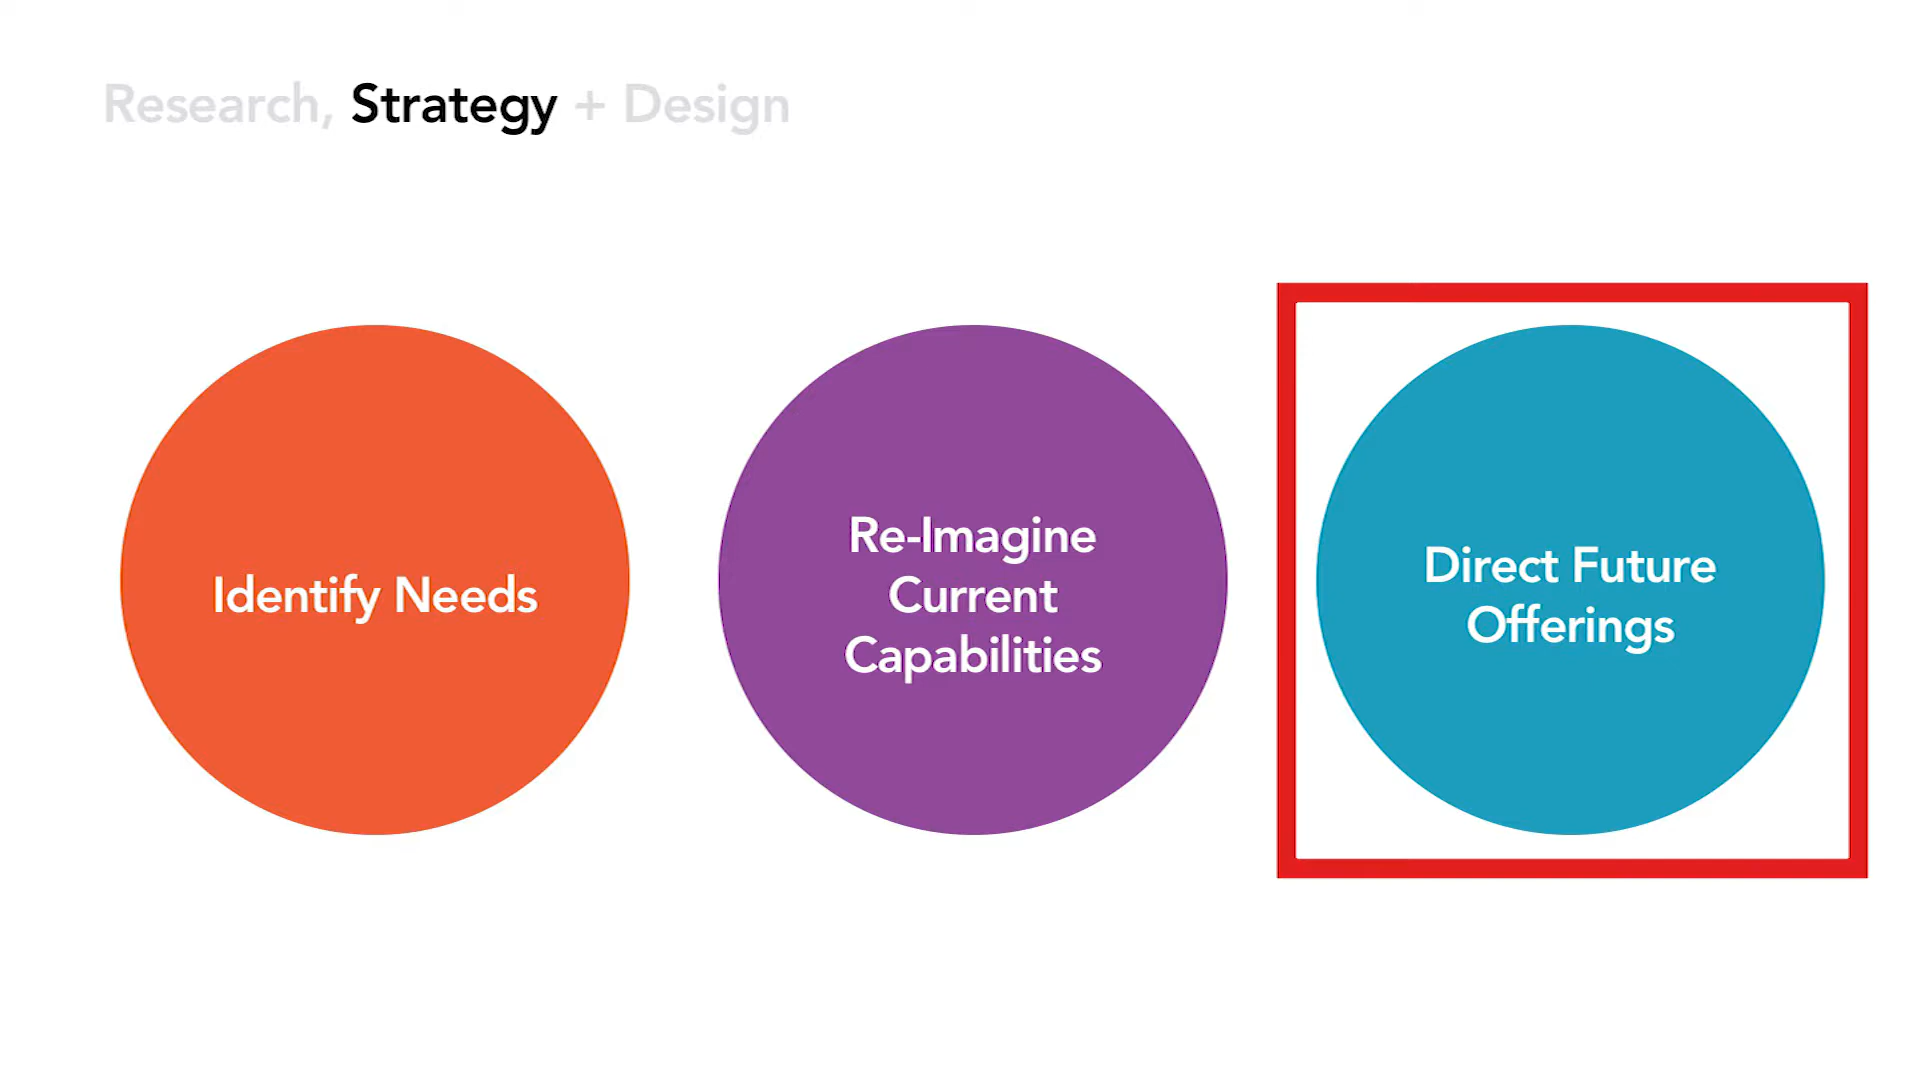 Research, Strategy + Design
Identify Needs
Re-Imagine
Current
Capabilities
Direct Future
Offerings